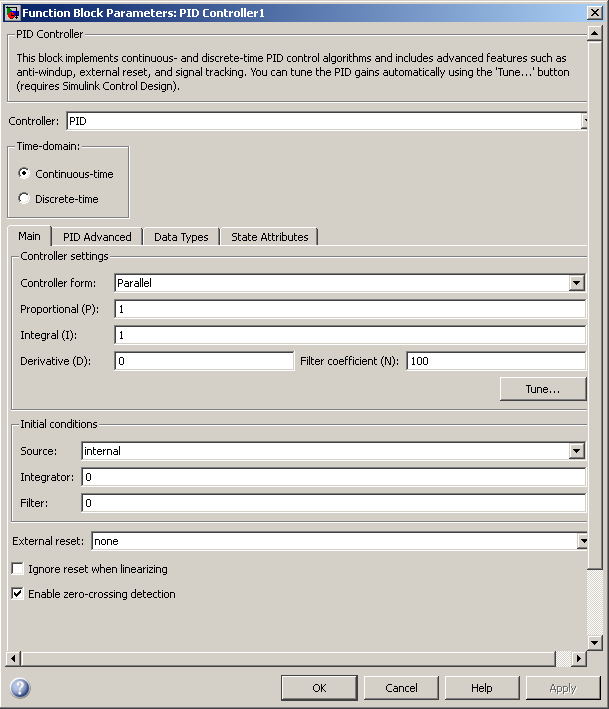 Function Block Parameters: PID Controller1
PID Controller
This block implements continuous- and discrete-time PID control algorithms and includes advanced features such as
anti-windup, external reset, and signal tracking. You can tune the PID gains automatically using the 'Tune...' button
(requires Simulink Control Design).
Controller: PID
Time-domain:
Continuous-time
Discrete-time
Main PID Advanced Data Types State Attributes
Controller settings
Controller form: Parallel
Proportional (P): 1
Integral (I): 1
Derivative (D): 0 Filter coefficient (N): 100
Tune...
Initial conditions
Source: internal
Integrator: 0
Filter: 0
External reset: none
Ignore reset when linearizing
Enable zero-crossing detection
? OK Cancel Help Apply